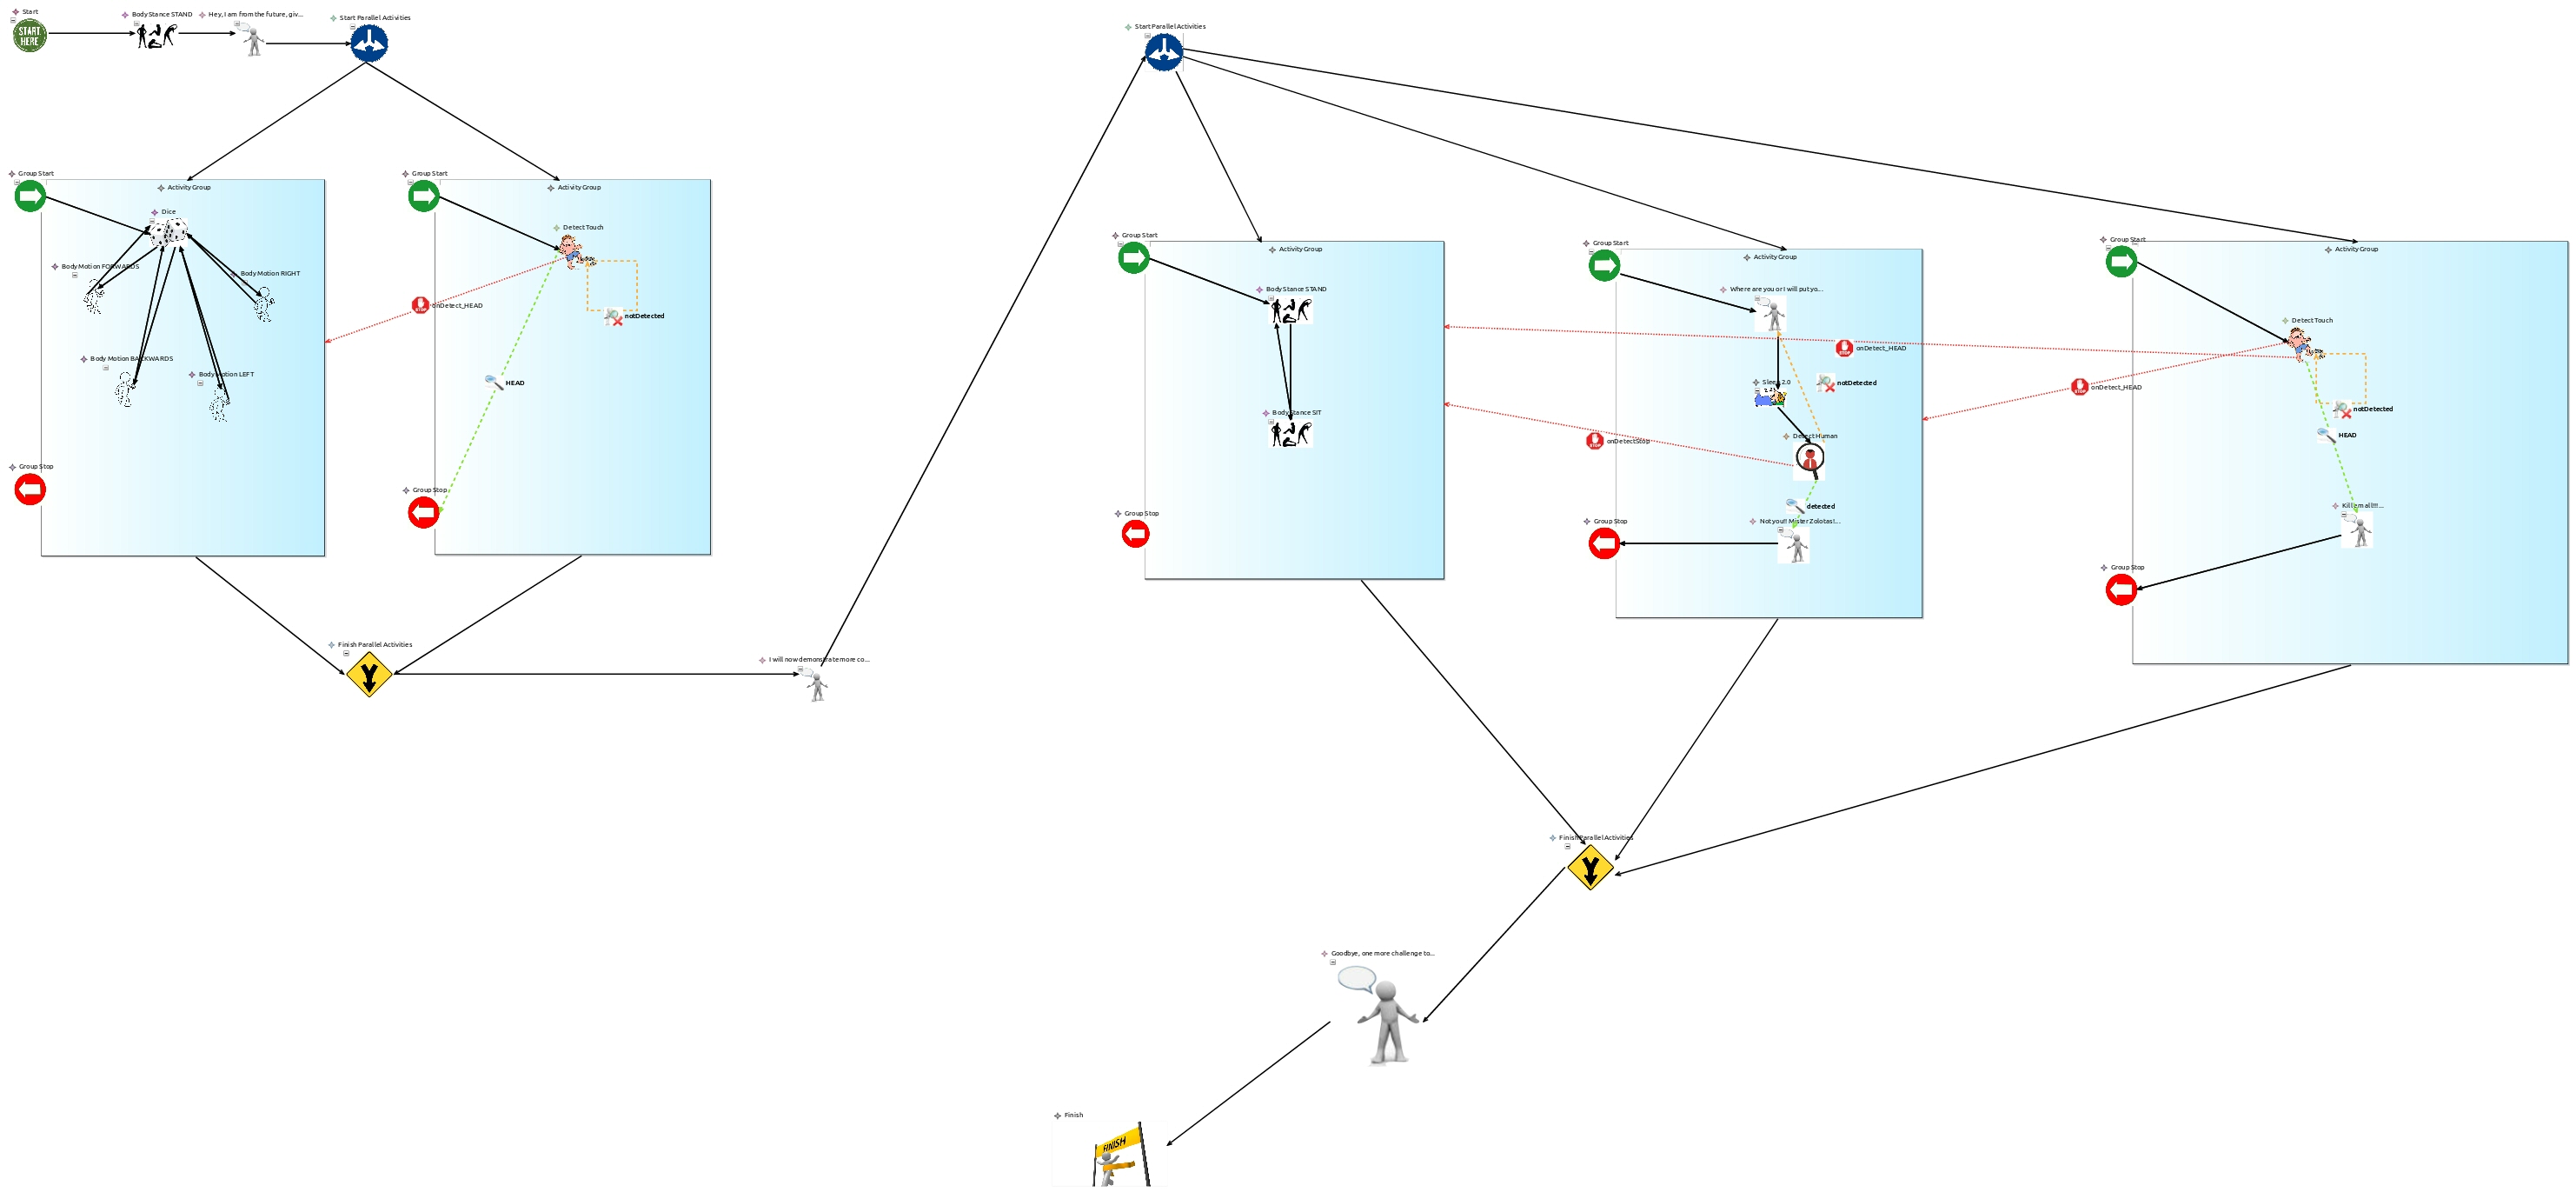 Start
START
HERE
Body Stance STAND
Hey, I am from the future, giv...
Start Parallel Activities
Group Start
Activity Group
Dice
Body Motion FORWARDS
Body Motion RIGHT
Body Motion BACKWARDS
Body Motion LEFT
Group Stop
Group Start
Activity Group
Detect Touch
notDetected
STOP
onDetect_HEAD
HEAD
Group Stop
Finish Parallel Activities
I will now demonstrate more co...
Start Parallel Activities
Group Start
Activity Group
Body Stance STAND
Body Stance SIT
Group Stop
Group Start
Activity Group
Where are you or I will put yo...
STOP
onDetect_HEAD
Sleep 2.0
notDetected
Detect Human
STOP
onDetectStop
detected
Not you!! Mister Zolotas!...
Group Stop
Group Start
Activity Group
Detect Touch
STOP
onDetect_HEAD
notDetected
HEAD
Kill em all!!!...
Group Stop
Finish Parallel Activities
Goodbye, one more challenge to...
Finish
FINISH